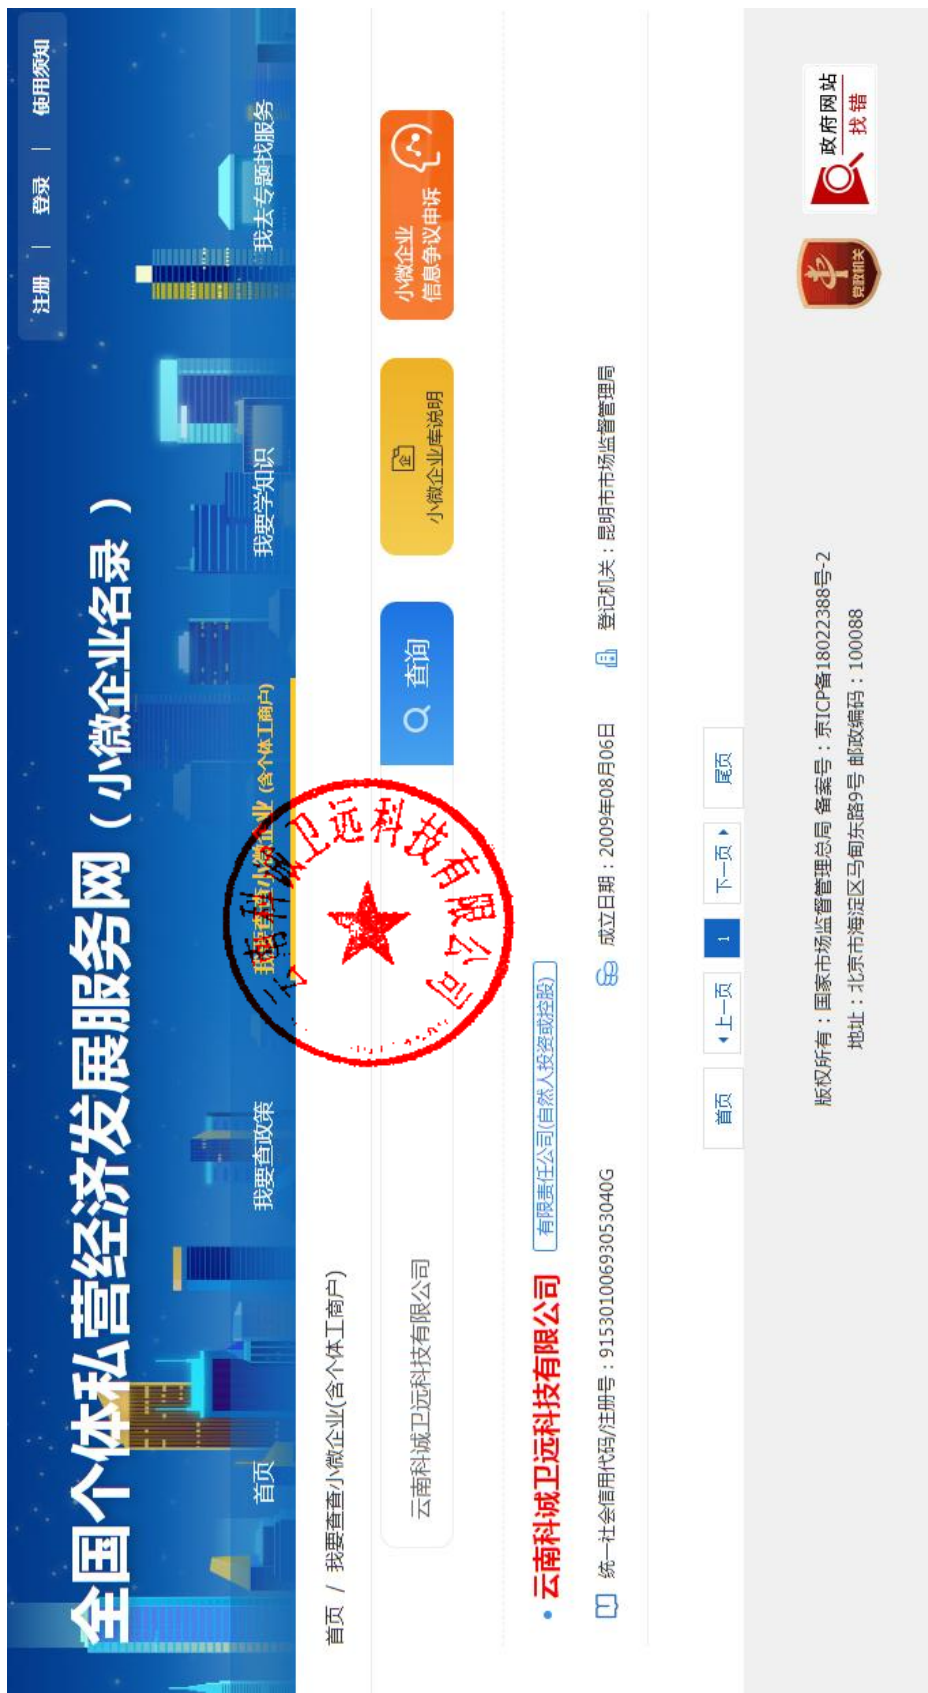 注册 | 登录 | 使用须知
全国个体私营经济发展服务网（小微企业名录）
首页 我要查政策 我要查查小微企业 (含个体工商户) 我要学知识 我去专题找服务
首页 / 我要查查小微企业(含个体工商户)
云南科诚卫远科技有限公司
查询
企
小微企业库说明
小微企业
信息争议申诉
云南科诚卫远科技有限公司
• 云南科诚卫远科技有限公司 有限责任公司(自然人投资或控股)
统一社会信用代码/注册号：91530100693053040G 成立日期：2009年08月06日 登记机关：昆明市市场监督管理局
首页 上一页 1 下一页 尾页
版权所有：国家市场监督管理总局 备案号：京ICP备18022388号-2
地址：北京市海淀区马甸东路9号 邮政编码：100088
党政机关
政府网站
找错